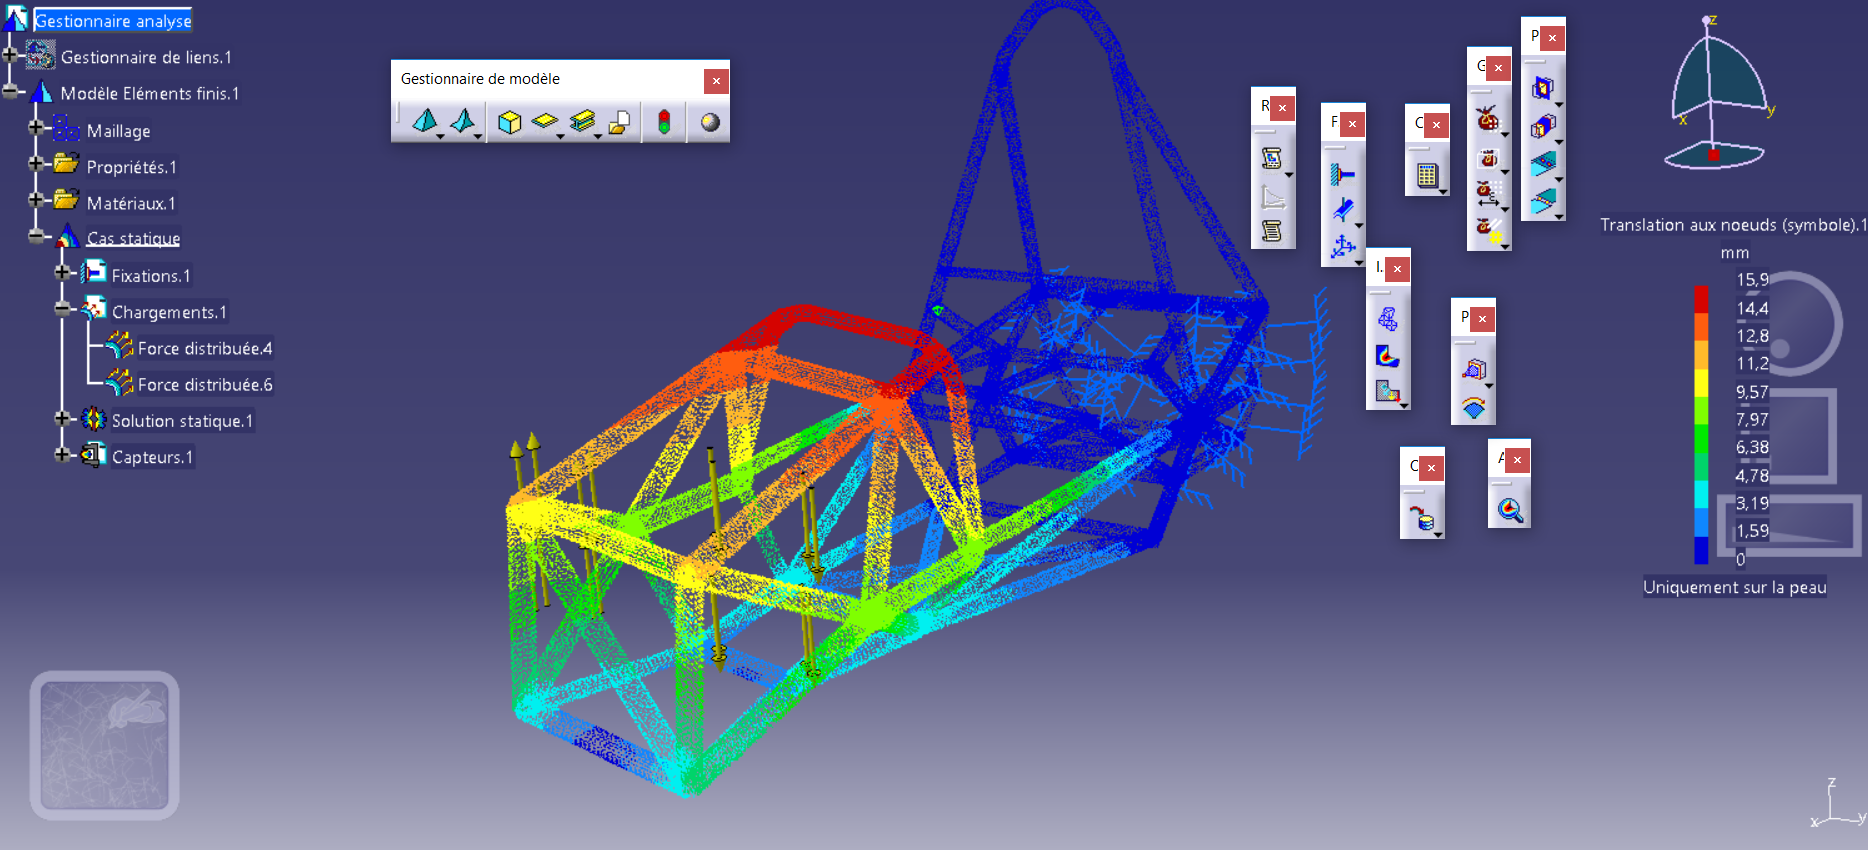 Gestionnaire analyse
Gestionnaire de liens.1
Modèle Eléments finis.1
Maillage
Propriétés.1
Matériaux.1
Cas statique
Fixations.1
Chargements.1
Force distribuée.4
Force distribuée.6
Solution statique.1
Capteurs.1
Gestionnaire de modèle
R
F
C
G
P
I.
P
C
A
z
y
x
Translation aux noeuds (symbole).1
mm
15,9
14,4
12,8
11,2
9,57
7,97
6,38
4,78
3,19
1,59
0
Uniquement sur la peau
z
x
y